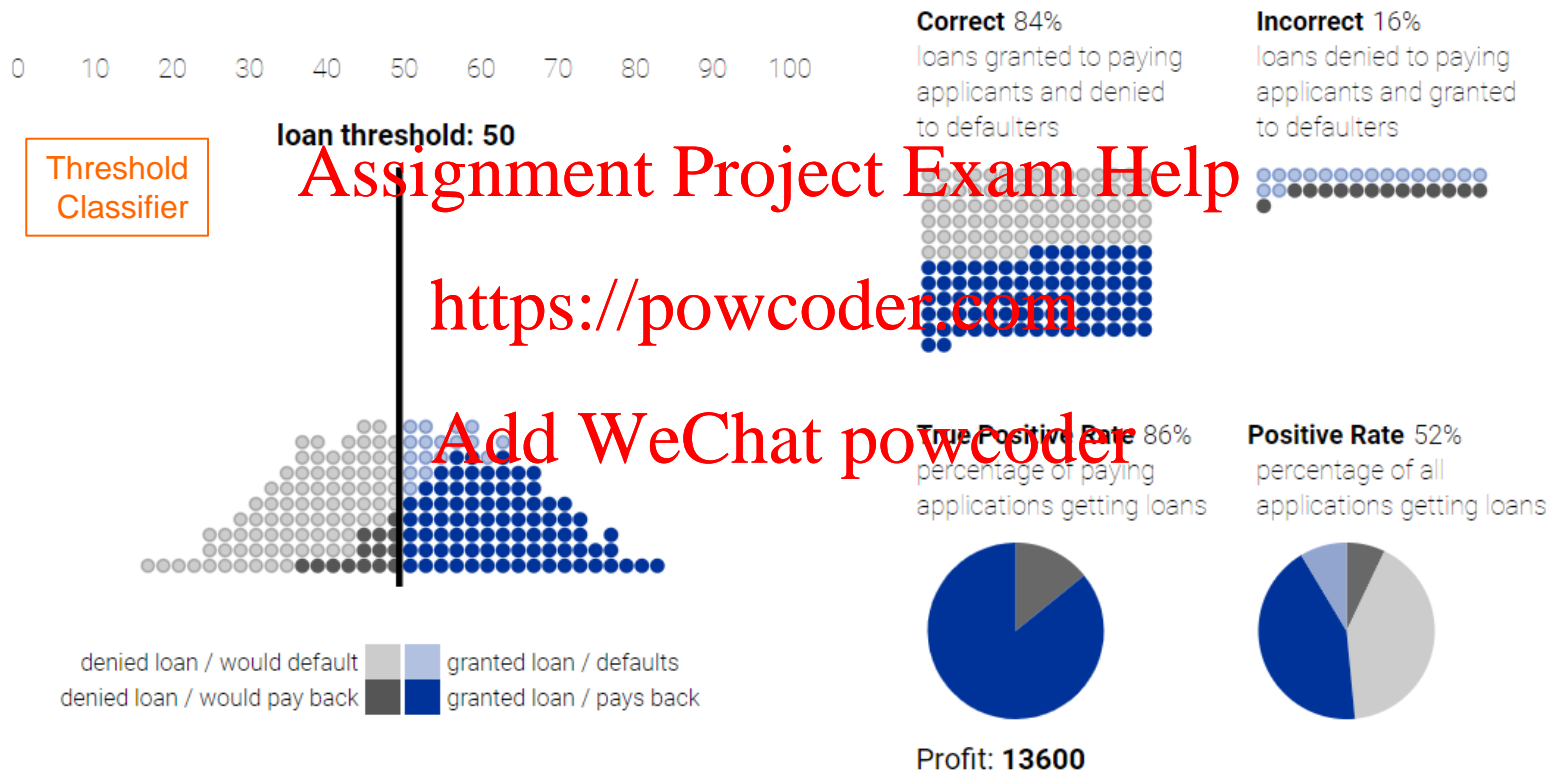 0 10 20 30 40 50 60 70 80 90 100
loan threshold: 50
Threshold
Classifier
Correct 84%
loans granted to paying
applicants and denied
to defaulters
Incorrect 16%
loans denied to paying
applicants and granted
to defaulters
Assignment Project Exam Help
https://powcoder.com
Add WeChat powcoder
True Positive Rate 86%
percentage of paying
applications getting loans
Positive Rate 52%
percentage of all
applications getting loans
denied loan / would default
granted loan / defaults
denied loan / would pay back
granted loan / pays back
Profit: 13600